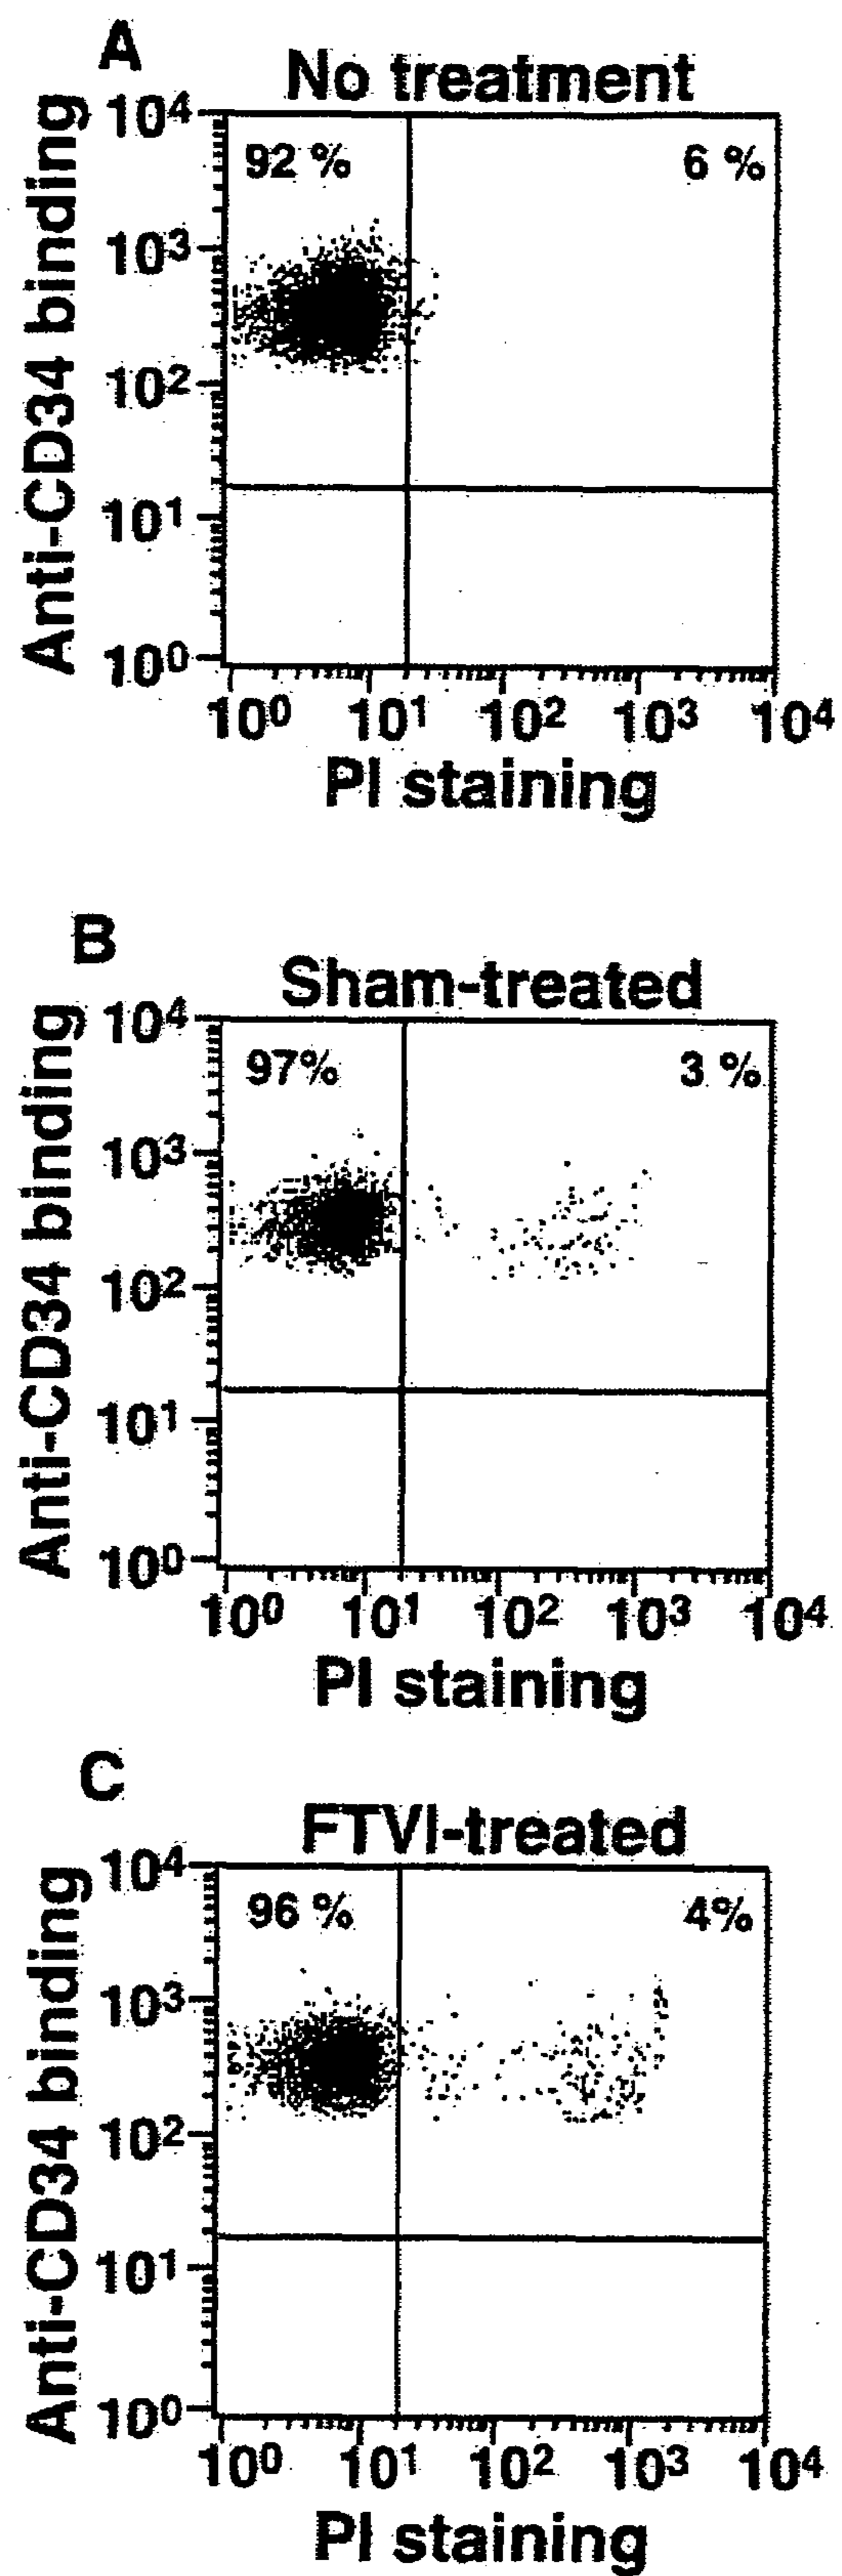 A
No treatment
Anti-CD34 binding
10⁴
92 %
6 %
10³
10²
10¹
10⁰
10⁰ 10¹ 10² 10³ 10⁴
PI staining
B
Sham-treated
Anti-CD34 binding
10⁴
97%
3 %
10³
10²
10¹
10⁰
10⁰ 10¹ 10² 10³ 10⁴
PI staining
C
FTVI-treated
Anti-CD34 binding
10⁴
96 %
4%
10³
10²
10¹
10⁰
10⁰ 10¹ 10² 10³ 10⁴
PI staining